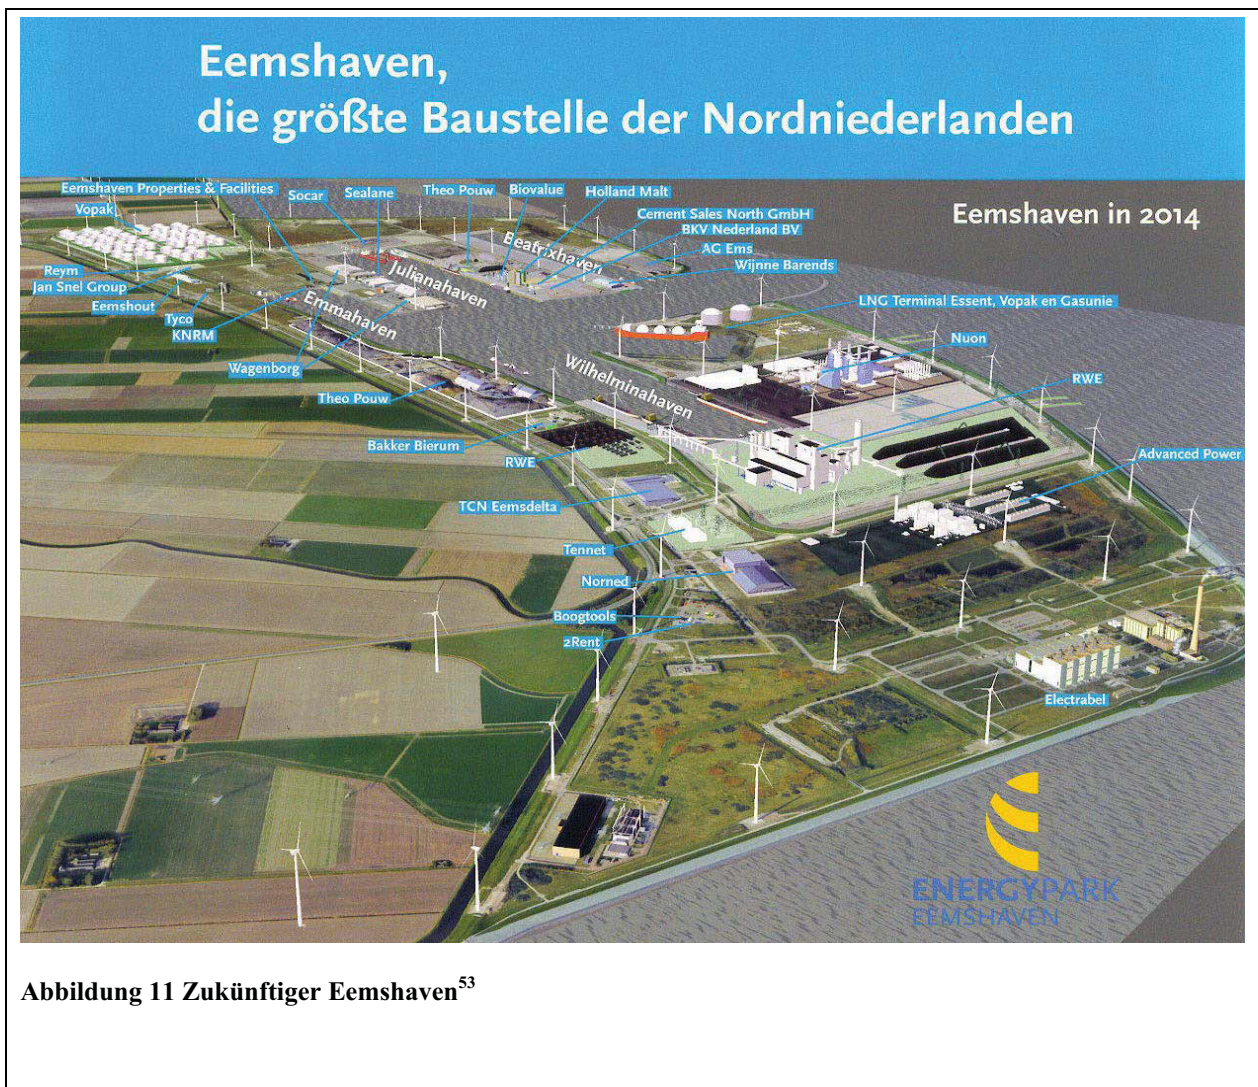 Eemshaven,
die größte Baustelle der Nordniederlanden
Eemshaven in 2014
Eemshaven Properties & Facilities
Vopak
Socar
Sealane
Theo Pouw
Biovalue
Holland Malt
Cement Sales North GmbH
BKV Nederland BV
AG Ems
Wijnne Barends
Beatrixhaven
Julianahaven
Emmahaven
Wilhelminahaven
Reym
Jan Snel Group
Eemshout
Tyco
KNRM
Wagenborg
Theo Pouw
Bakker Bierum
RWE
TCN Eemsdelta
Tennet
Norned
Boogtools
2Rent
LNG Terminal Essent, Vopak en Gasunie
Nuon
RWE
Advanced Power
Electrabel
ENERGYPARK
EEMSHAVEN
Abbildung 11 Zukünftiger Eemshaven53